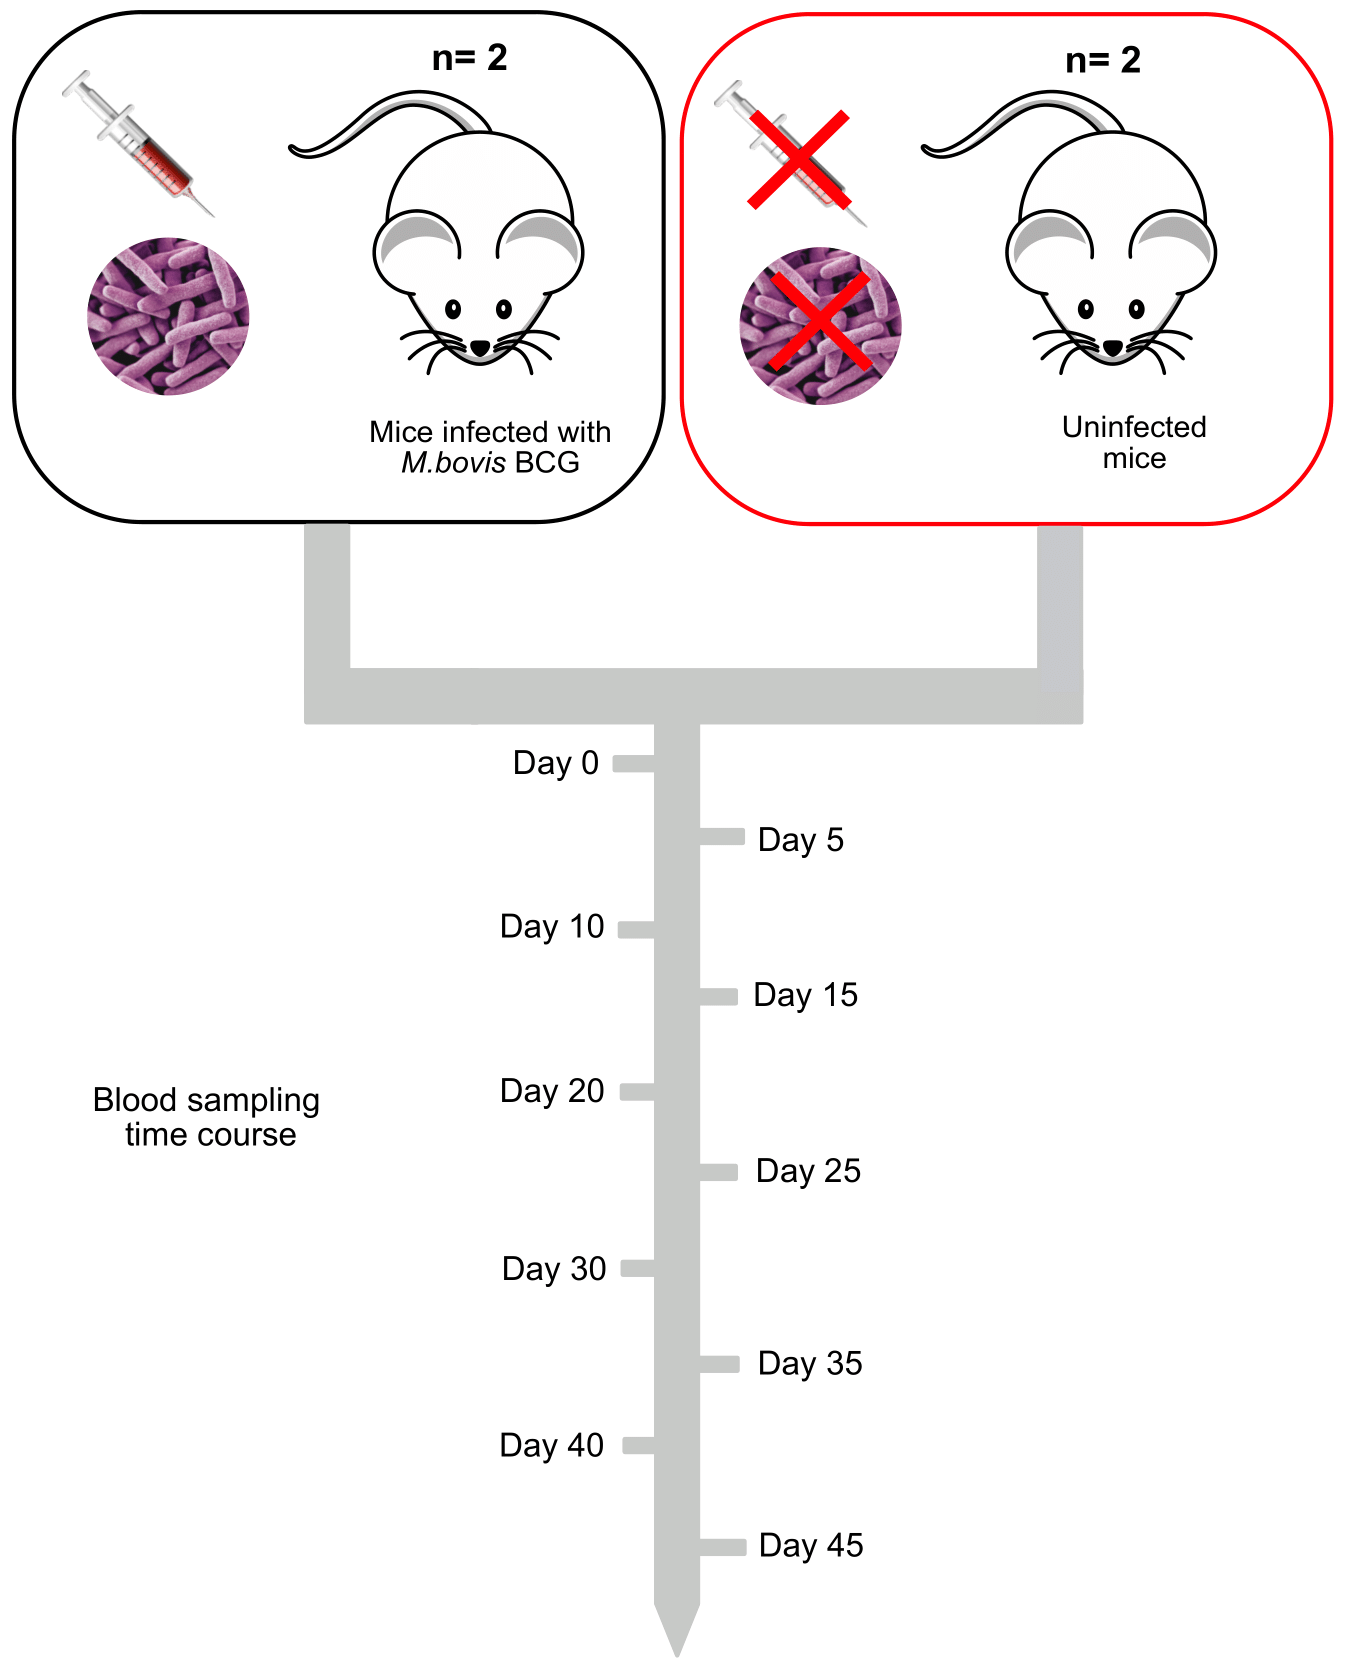 n= 2
Mice infected with
M.bovis BCG
n= 2
Uninfected
mice
Day 0
Day 5
Day 10
Day 15
Day 20
Blood sampling
time course
Day 25
Day 30
Day 35
Day 40
Day 45